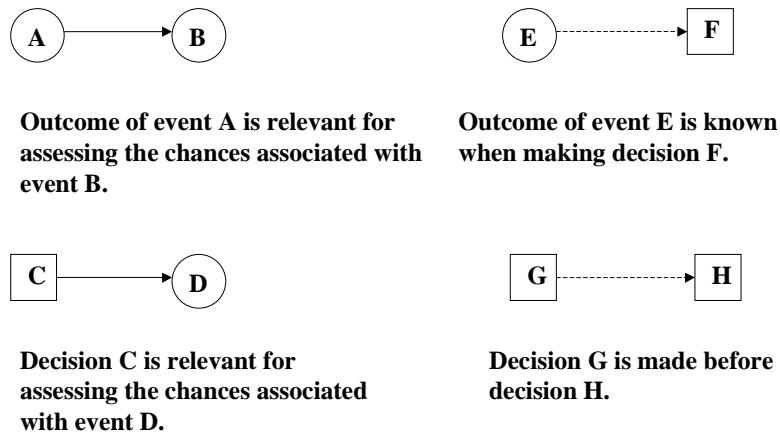 A
B
E
F
Outcome of event A is relevant for
assessing the chances associated with
event B.
Outcome of event E is known
when making decision F.
C
D
G
H
Decision C is relevant for
assessing the chances associated
with event D.
Decision G is made before
decision H.